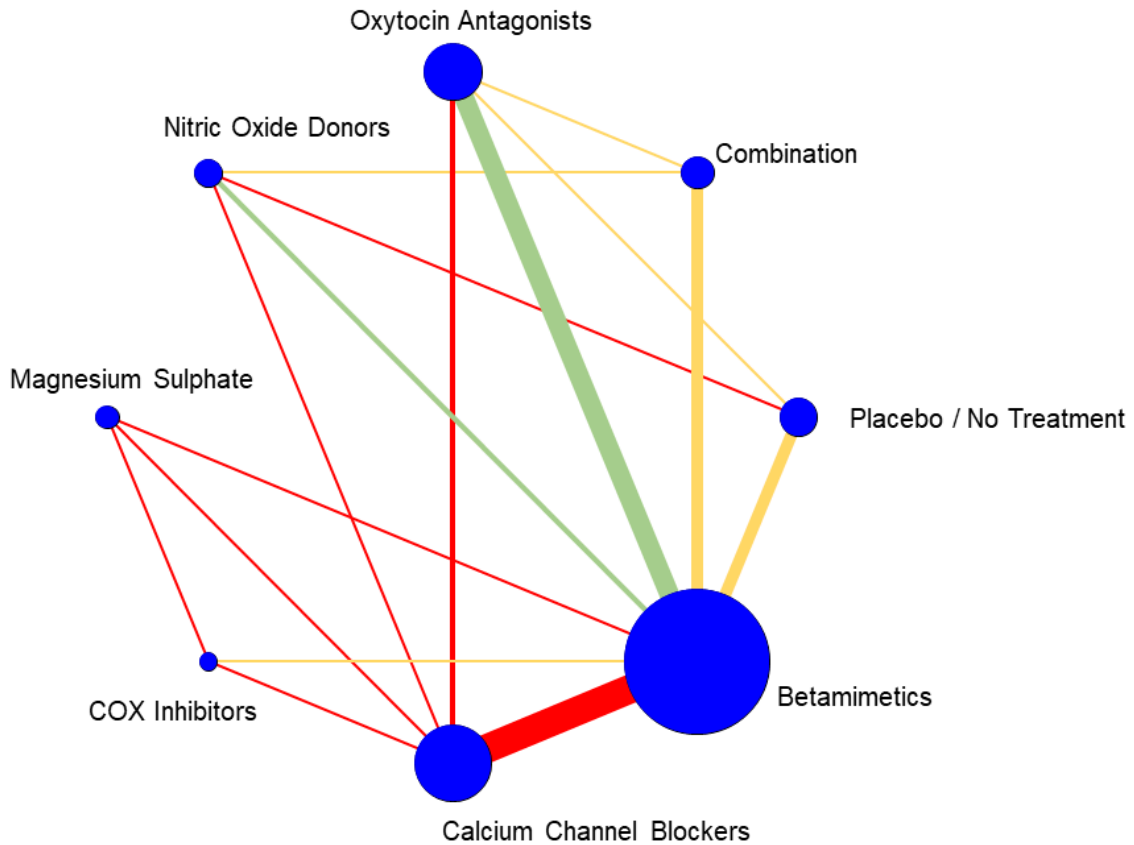 Oxytocin Antagonists
Nitric Oxide Donors
Combination
Magnesium Sulphate
Placebo / No Treatment
COX Inhibitors
Betamimetics
Calcium Channel Blockers